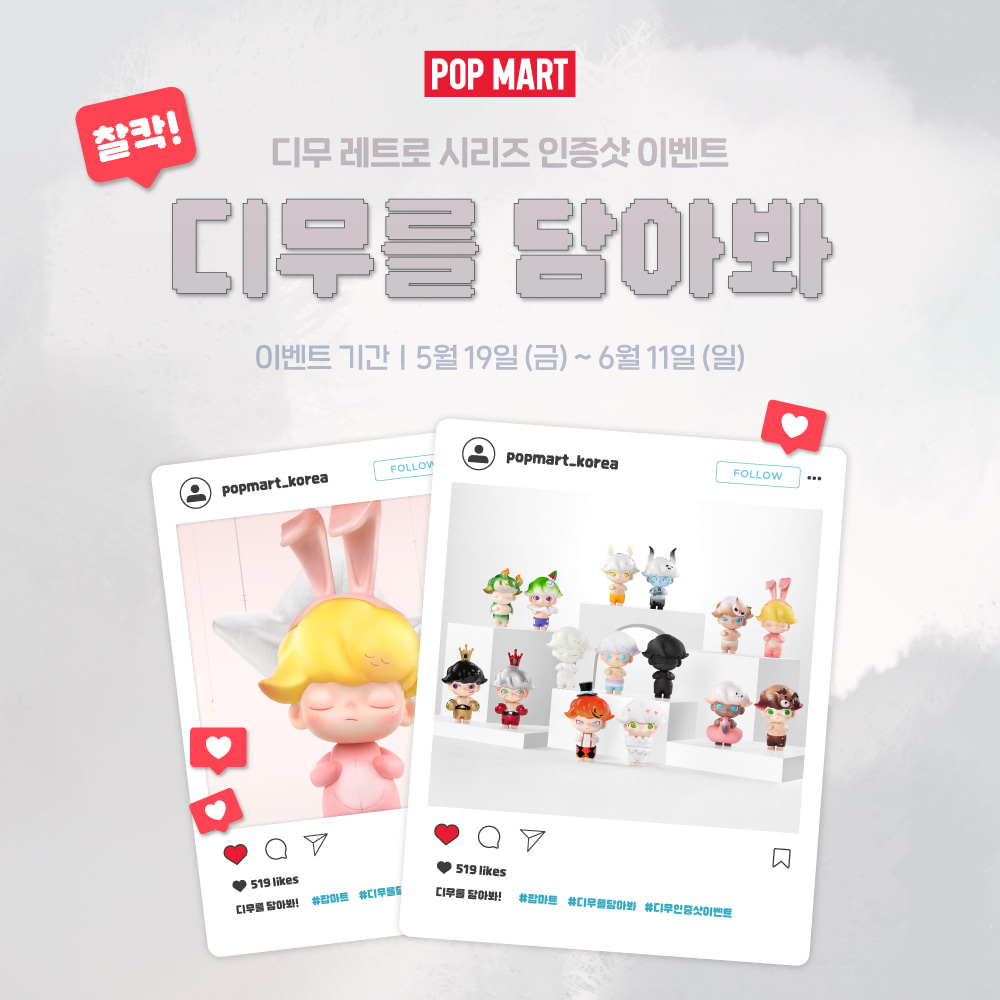 POP MART
찰칵!
디무 레트로 시리즈 인증샷 이벤트
디무를 담아봐
이벤트 기간 | 5월 19일 (금) ~ 6월 11일 (일)
popmart_korea
FOLLOW
519 likes
디무를 담아봐! #팝마트 #디무를담
popmart_korea
FOLLOW
519 likes
디무를 담아봐! #팝마트 #디무를담아봐 #디무인증샷이벤트